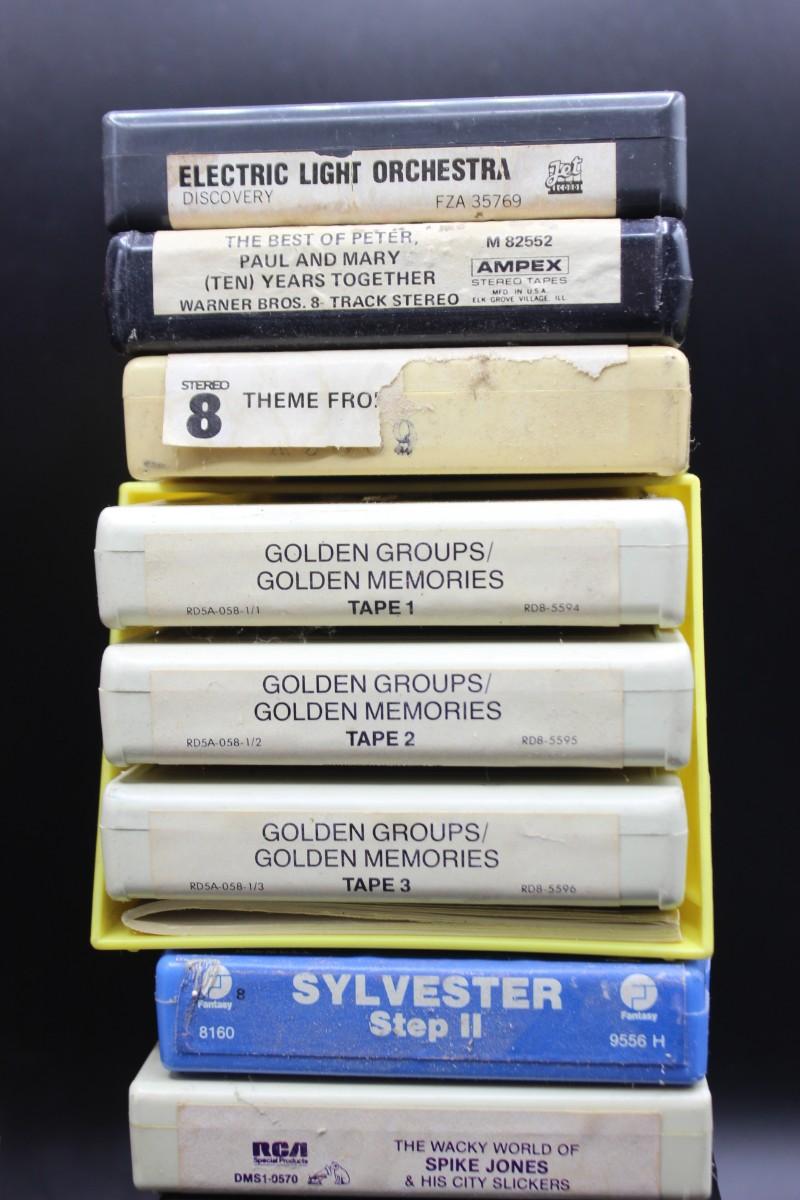 ELECTRIC LIGHT ORCHESTRA
DISCOVERY
FZA 35769
Jet
RECORDS
THE BEST OF PETER,
PAUL AND MARY
(TEN) YEARS TOGETHER
WARNER BROS. 8-TRACK STEREO
M 82552
AMPEX
STEREO TAPES
MFD. IN U.S.A.
ELK GROVE VILLAGE, ILL.
STEREO
8
THEME FRO
GOLDEN GROUPS/
GOLDEN MEMORIES
RD5A-058-1/1 TAPE 1 RD8-5594
GOLDEN GROUPS/
GOLDEN MEMORIES
RD5A-058-1/2 TAPE 2 RD8-5595
GOLDEN GROUPS/
GOLDEN MEMORIES
RD5A-058-1/3 TAPE 3 RD8-5596
Fantasy
8
8160
SYLVESTER
Step II
Fantasy
9556 H
RCA
Special Products
DMS1-0570
THE WACKY WORLD OF
SPIKE JONES
& HIS CITY SLICKERS